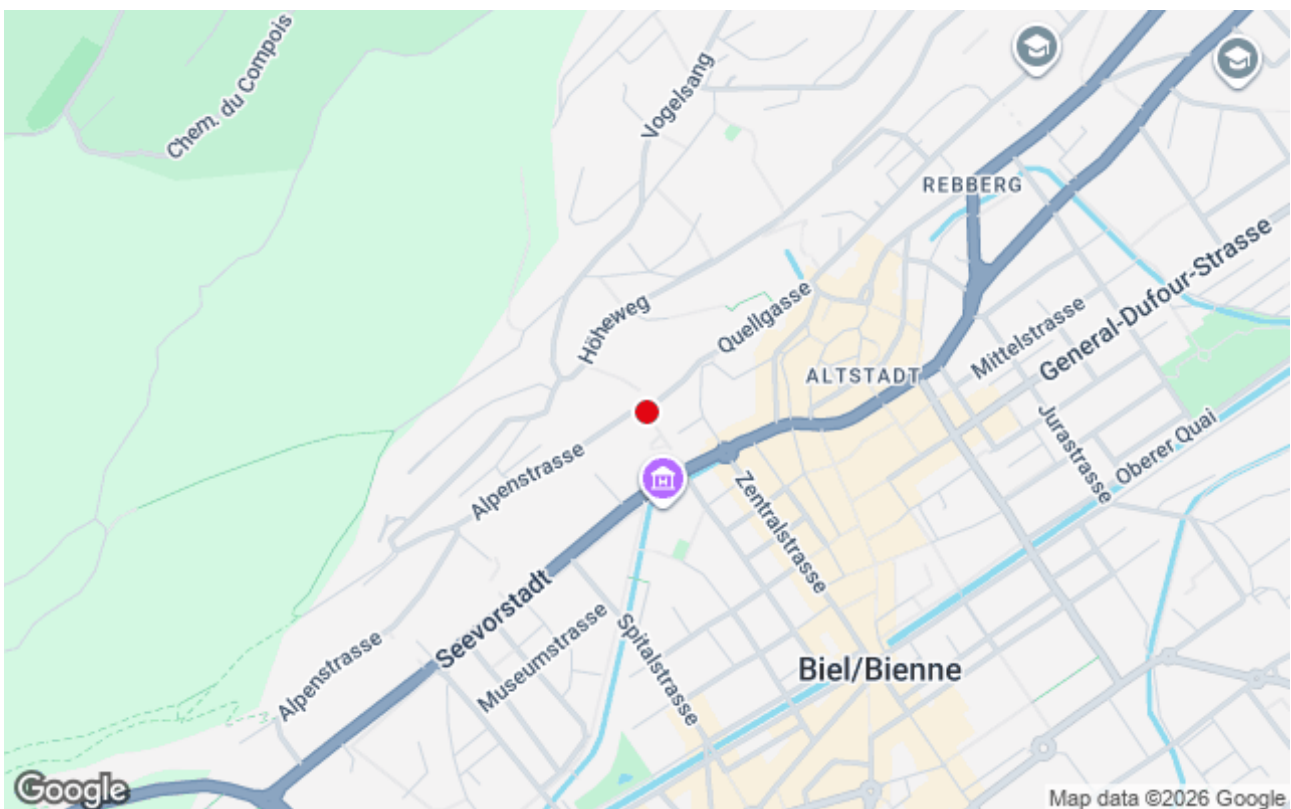 Chem. du Compois
Vogelsang
REBBERG
General-Dufour-Strasse
Höheweg
Quellgasse
Mittelstrasse
ALTSTADT
Jurastrasse
Oberer Quai
Alpenstrasse
Zentralstrasse
Seevorstadt
Museumstrasse
Spitalstrasse
Alpenstrasse
Biel/Bienne
H
Google
Map data ©2026 Google